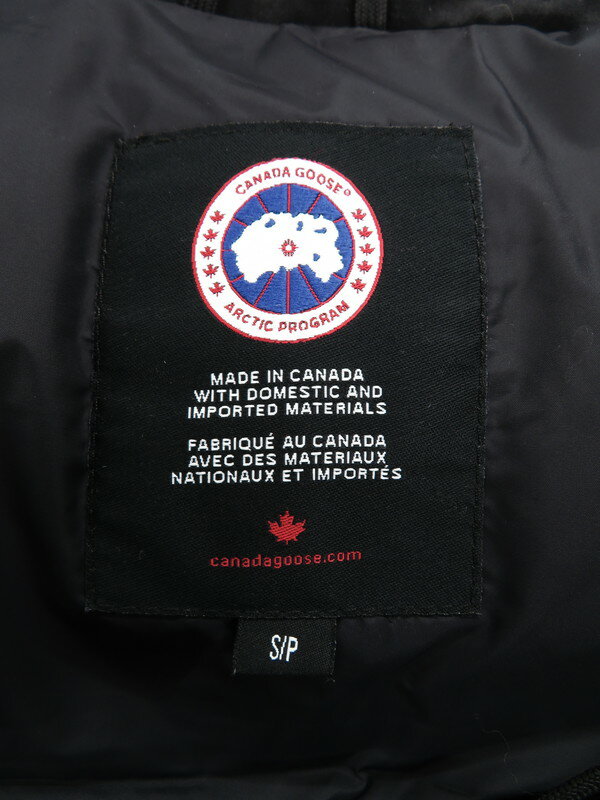 CANADA GOOSE®
ARCTIC PROGRAM
MADE IN CANADA
WITH DOMESTIC AND
IMPORTED MATERIALS
FABRIQUÉ AU CANADA
AVEC DES MATERIAUX
NATIONAUX ET IMPORTÉS
canadagoose.com
S/P